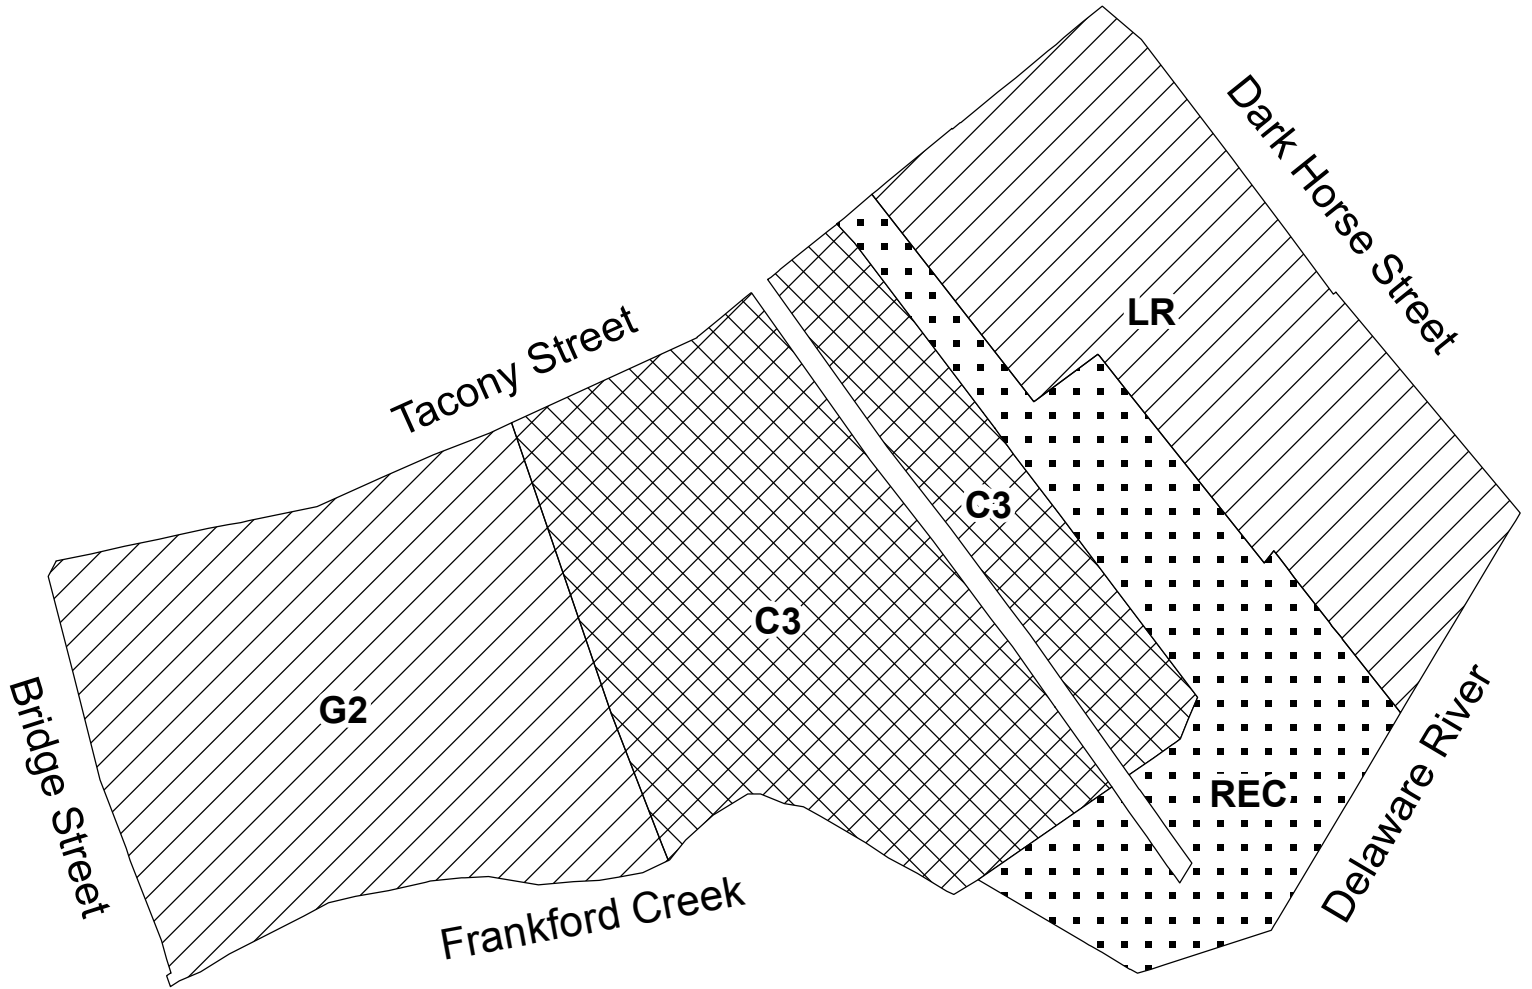 Dark Horse Street
LR
Tacony Street
C3
C3
G2
Bridge Street
REC
Delaware River
Frankford Creek